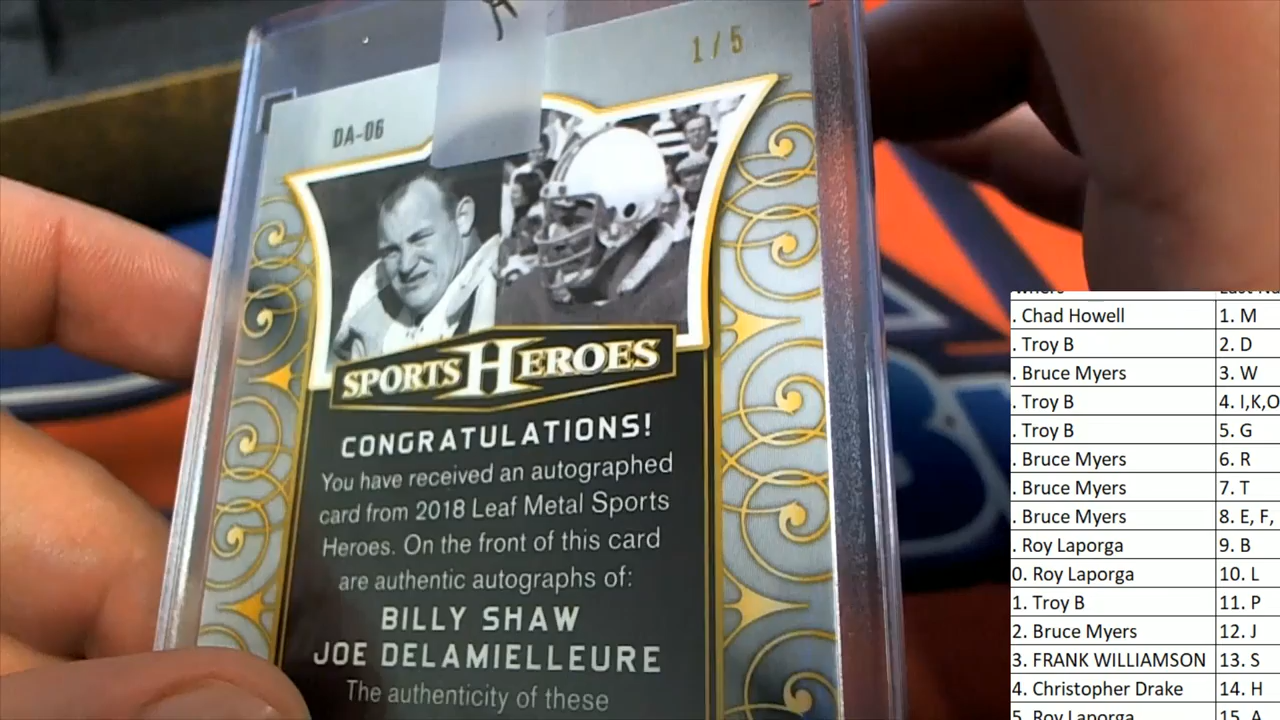 1/5
DA-06
SPORTS HEROES
CONGRATULATIONS!
You have received an autographed
card from 2018 Leaf Metal Sports
Heroes. On the front of this card
are authentic autographs of:
BILLY SHAW
JOE DELAMIELLEURE
The authenticity of these
. Chad Howell 1. M
. Troy B 2. D
. Bruce Myers 3. W
. Troy B 4. I,K,O
. Troy B 5. G
. Bruce Myers 6. R
. Bruce Myers 7. T
. Bruce Myers 8. E, F,
. Roy Laporga 9. B
0. Roy Laporga 10. L
1. Troy B 11. P
2. Bruce Myers 12. J
3. FRANK WILLIAMSON 13. S
4. Christopher Drake 14. H
5. Roy Laporga 15. A